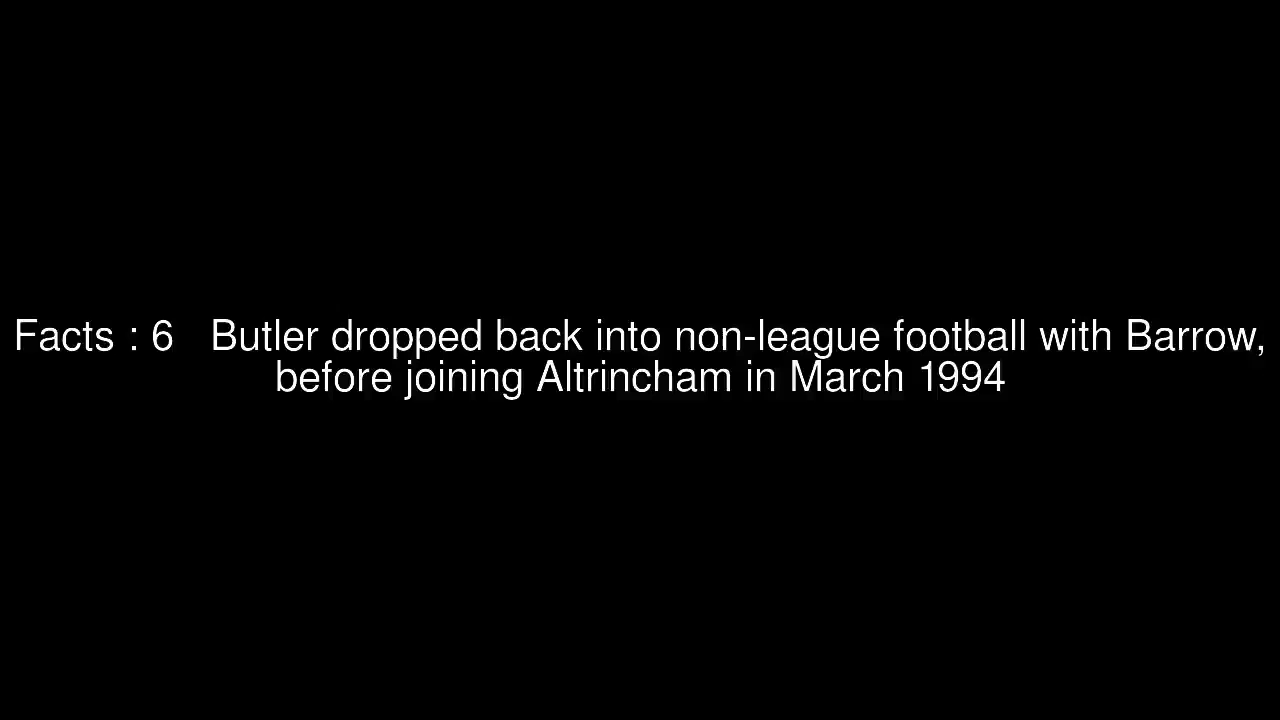 Facts : 6   Butler dropped back into non-league football with Barrow,
before joining Altrincham in March 1994